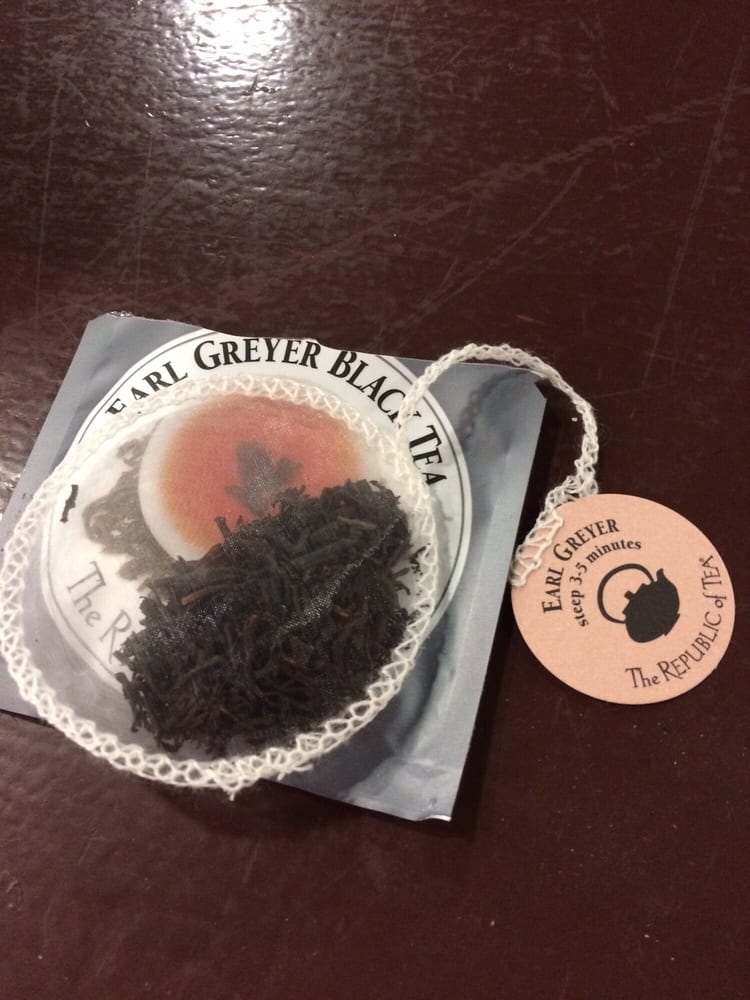 EARL GREYER BLACK TEA
The R
EARL GREYER
steep 3-5 minutes
The REPUBLIC of TEA